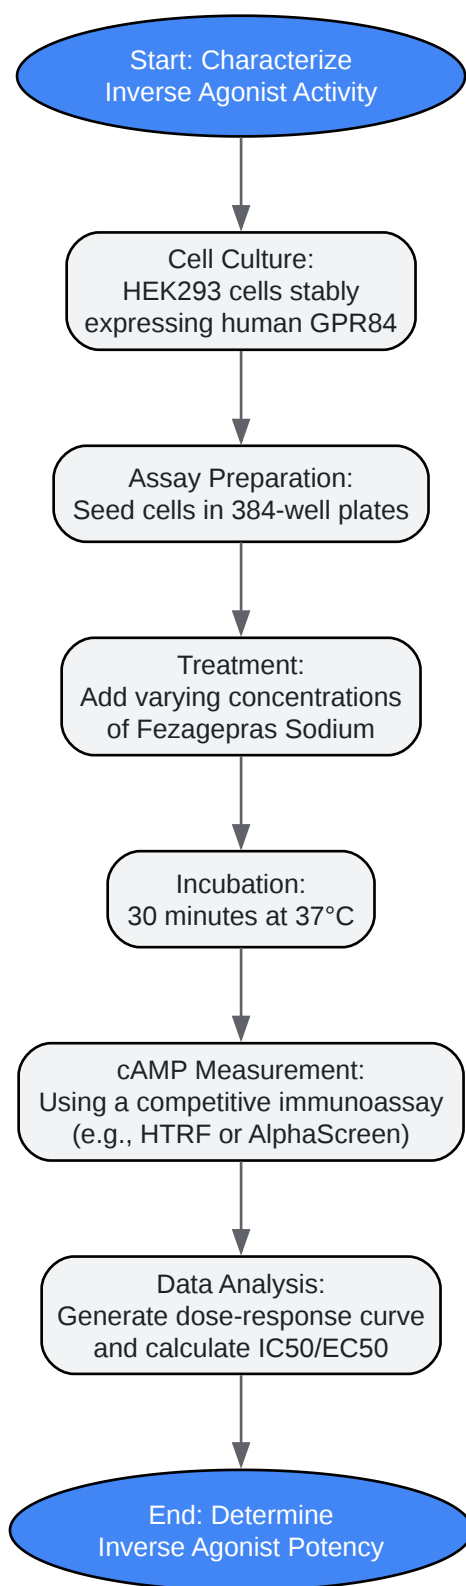 Start: Characterize
Inverse Agonist Activity
Cell Culture:
HEK293 cells stably
expressing human GPR84
Assay Preparation:
Seed cells in 384-well plates
Treatment:
Add varying concentrations
of Fezagepras Sodium
Incubation:
30 minutes at 37°C
cAMP Measurement:
Using a competitive immunoassay
(e.g., HTRF or AlphaScreen)
Data Analysis:
Generate dose-response curve
and calculate IC50/EC50
End: Determine
Inverse Agonist Potency